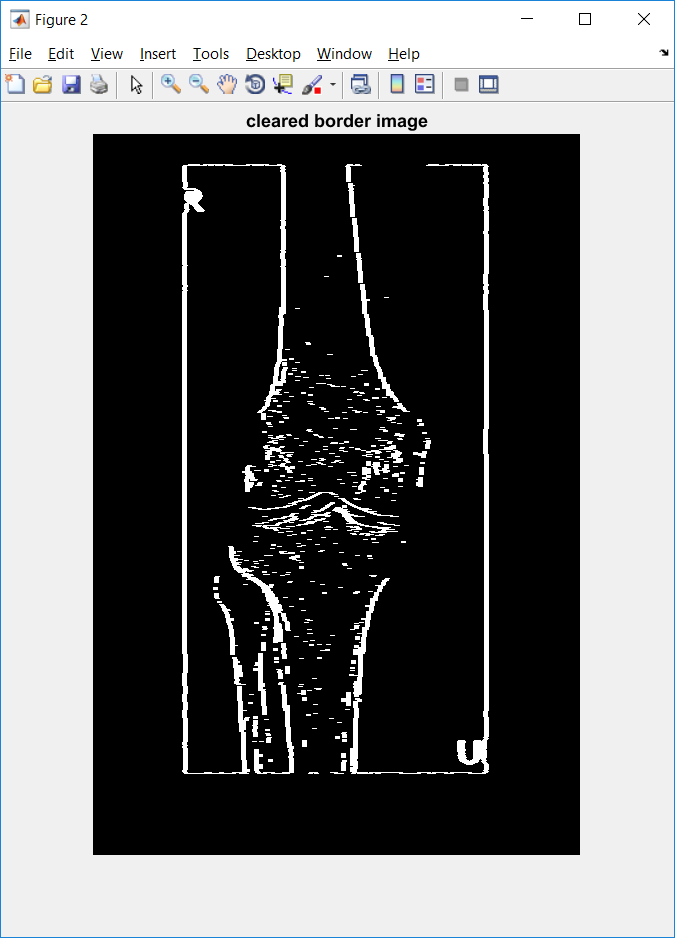 Figure 2
File Edit View Insert Tools Desktop Window Help
cleared border image
R
U